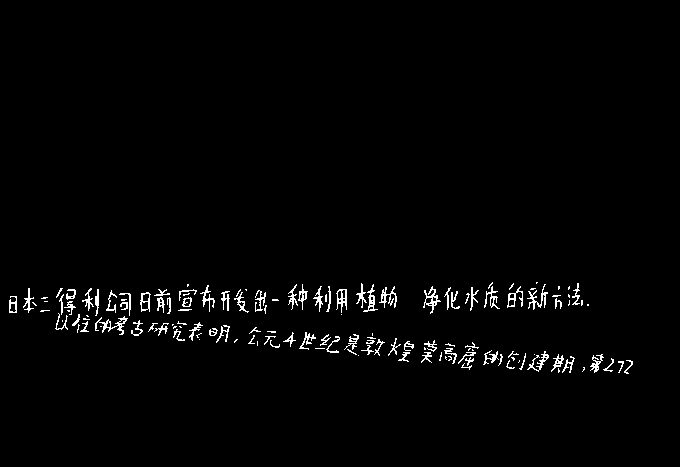 日本三得利公司日前宣布开发出一种利用植物 净化水质的新方法.
以往的考古研究表明,公元4世纪是敦煌莫高窟的创建期,第272